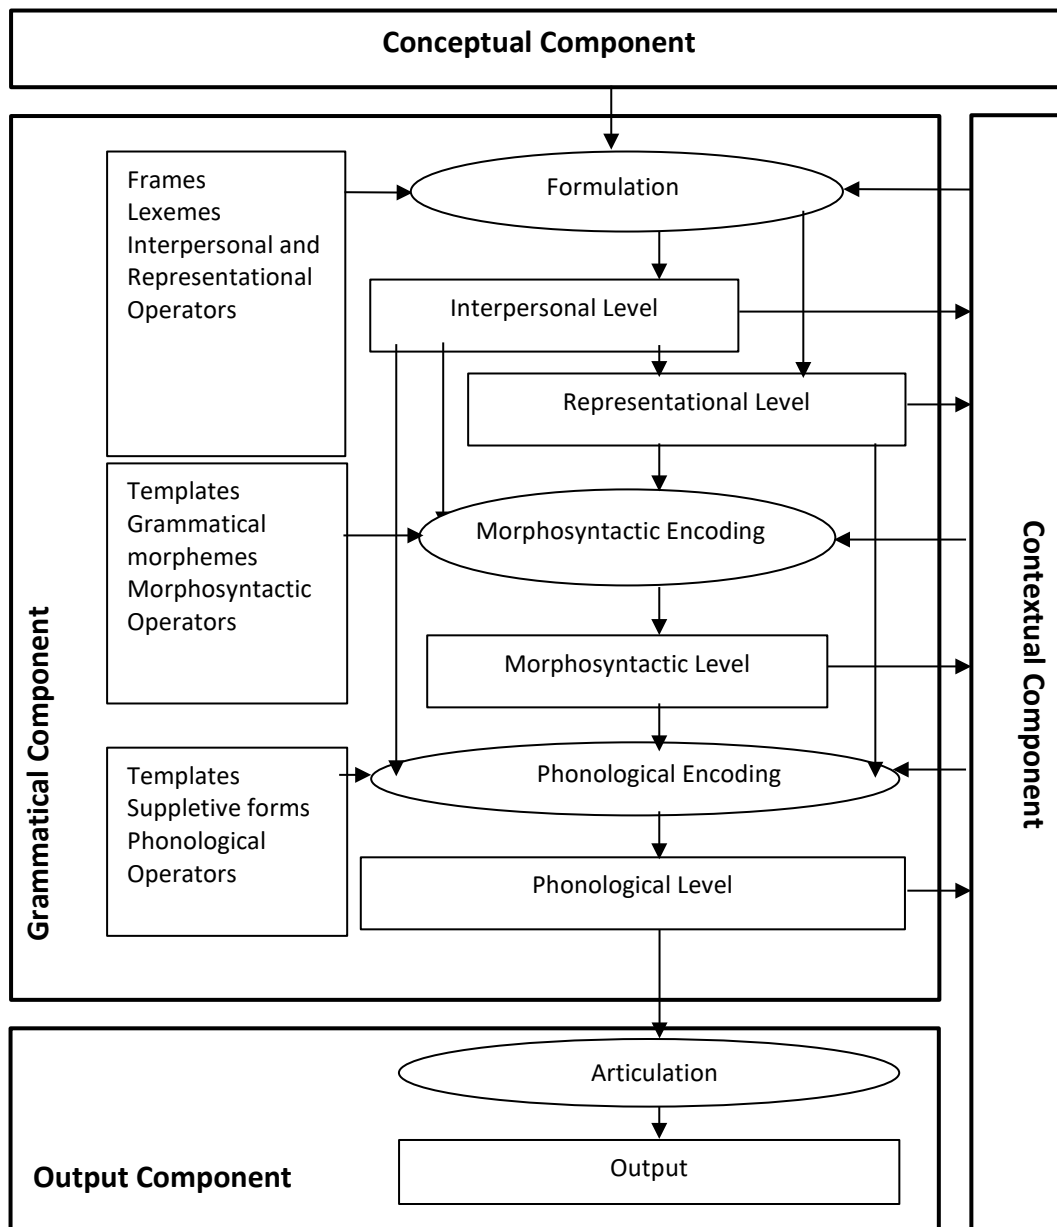 Conceptual Component
Formulation
Frames
Lexemes
Interpersonal and
Representational
Operators
Interpersonal Level
Representational Level
Templates
Grammatical
morphemes
Morphosyntactic
Operators
Morphosyntactic Encoding
Morphosyntactic Level
Templates
Suppletive forms
Phonological
Operators
Phonological Encoding
Phonological Level
Grammatical Component
Contextual Component
Articulation
Output
Output Component